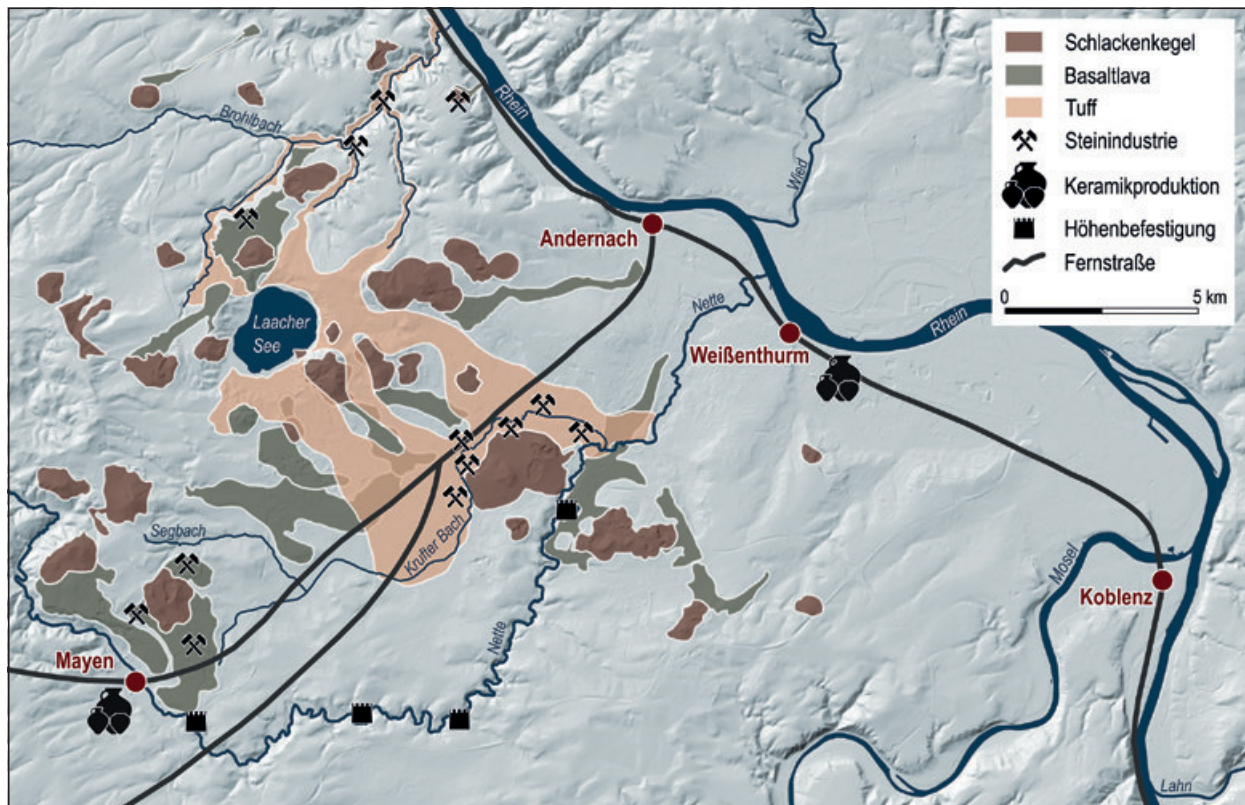 Schlackenkegel
Basaltlava
Tuff
Steinindustrie
Keramikproduktion
Höhenbefestigung
Fernstraße
0
5 km
Brohlbach
Rhein
Wied
Andernach
Laacher
See
Nette
Weißenthurm
Rhein
Segbach
Krufter Bach
Mosel
Koblenz
Nette
Mayen
Lahn